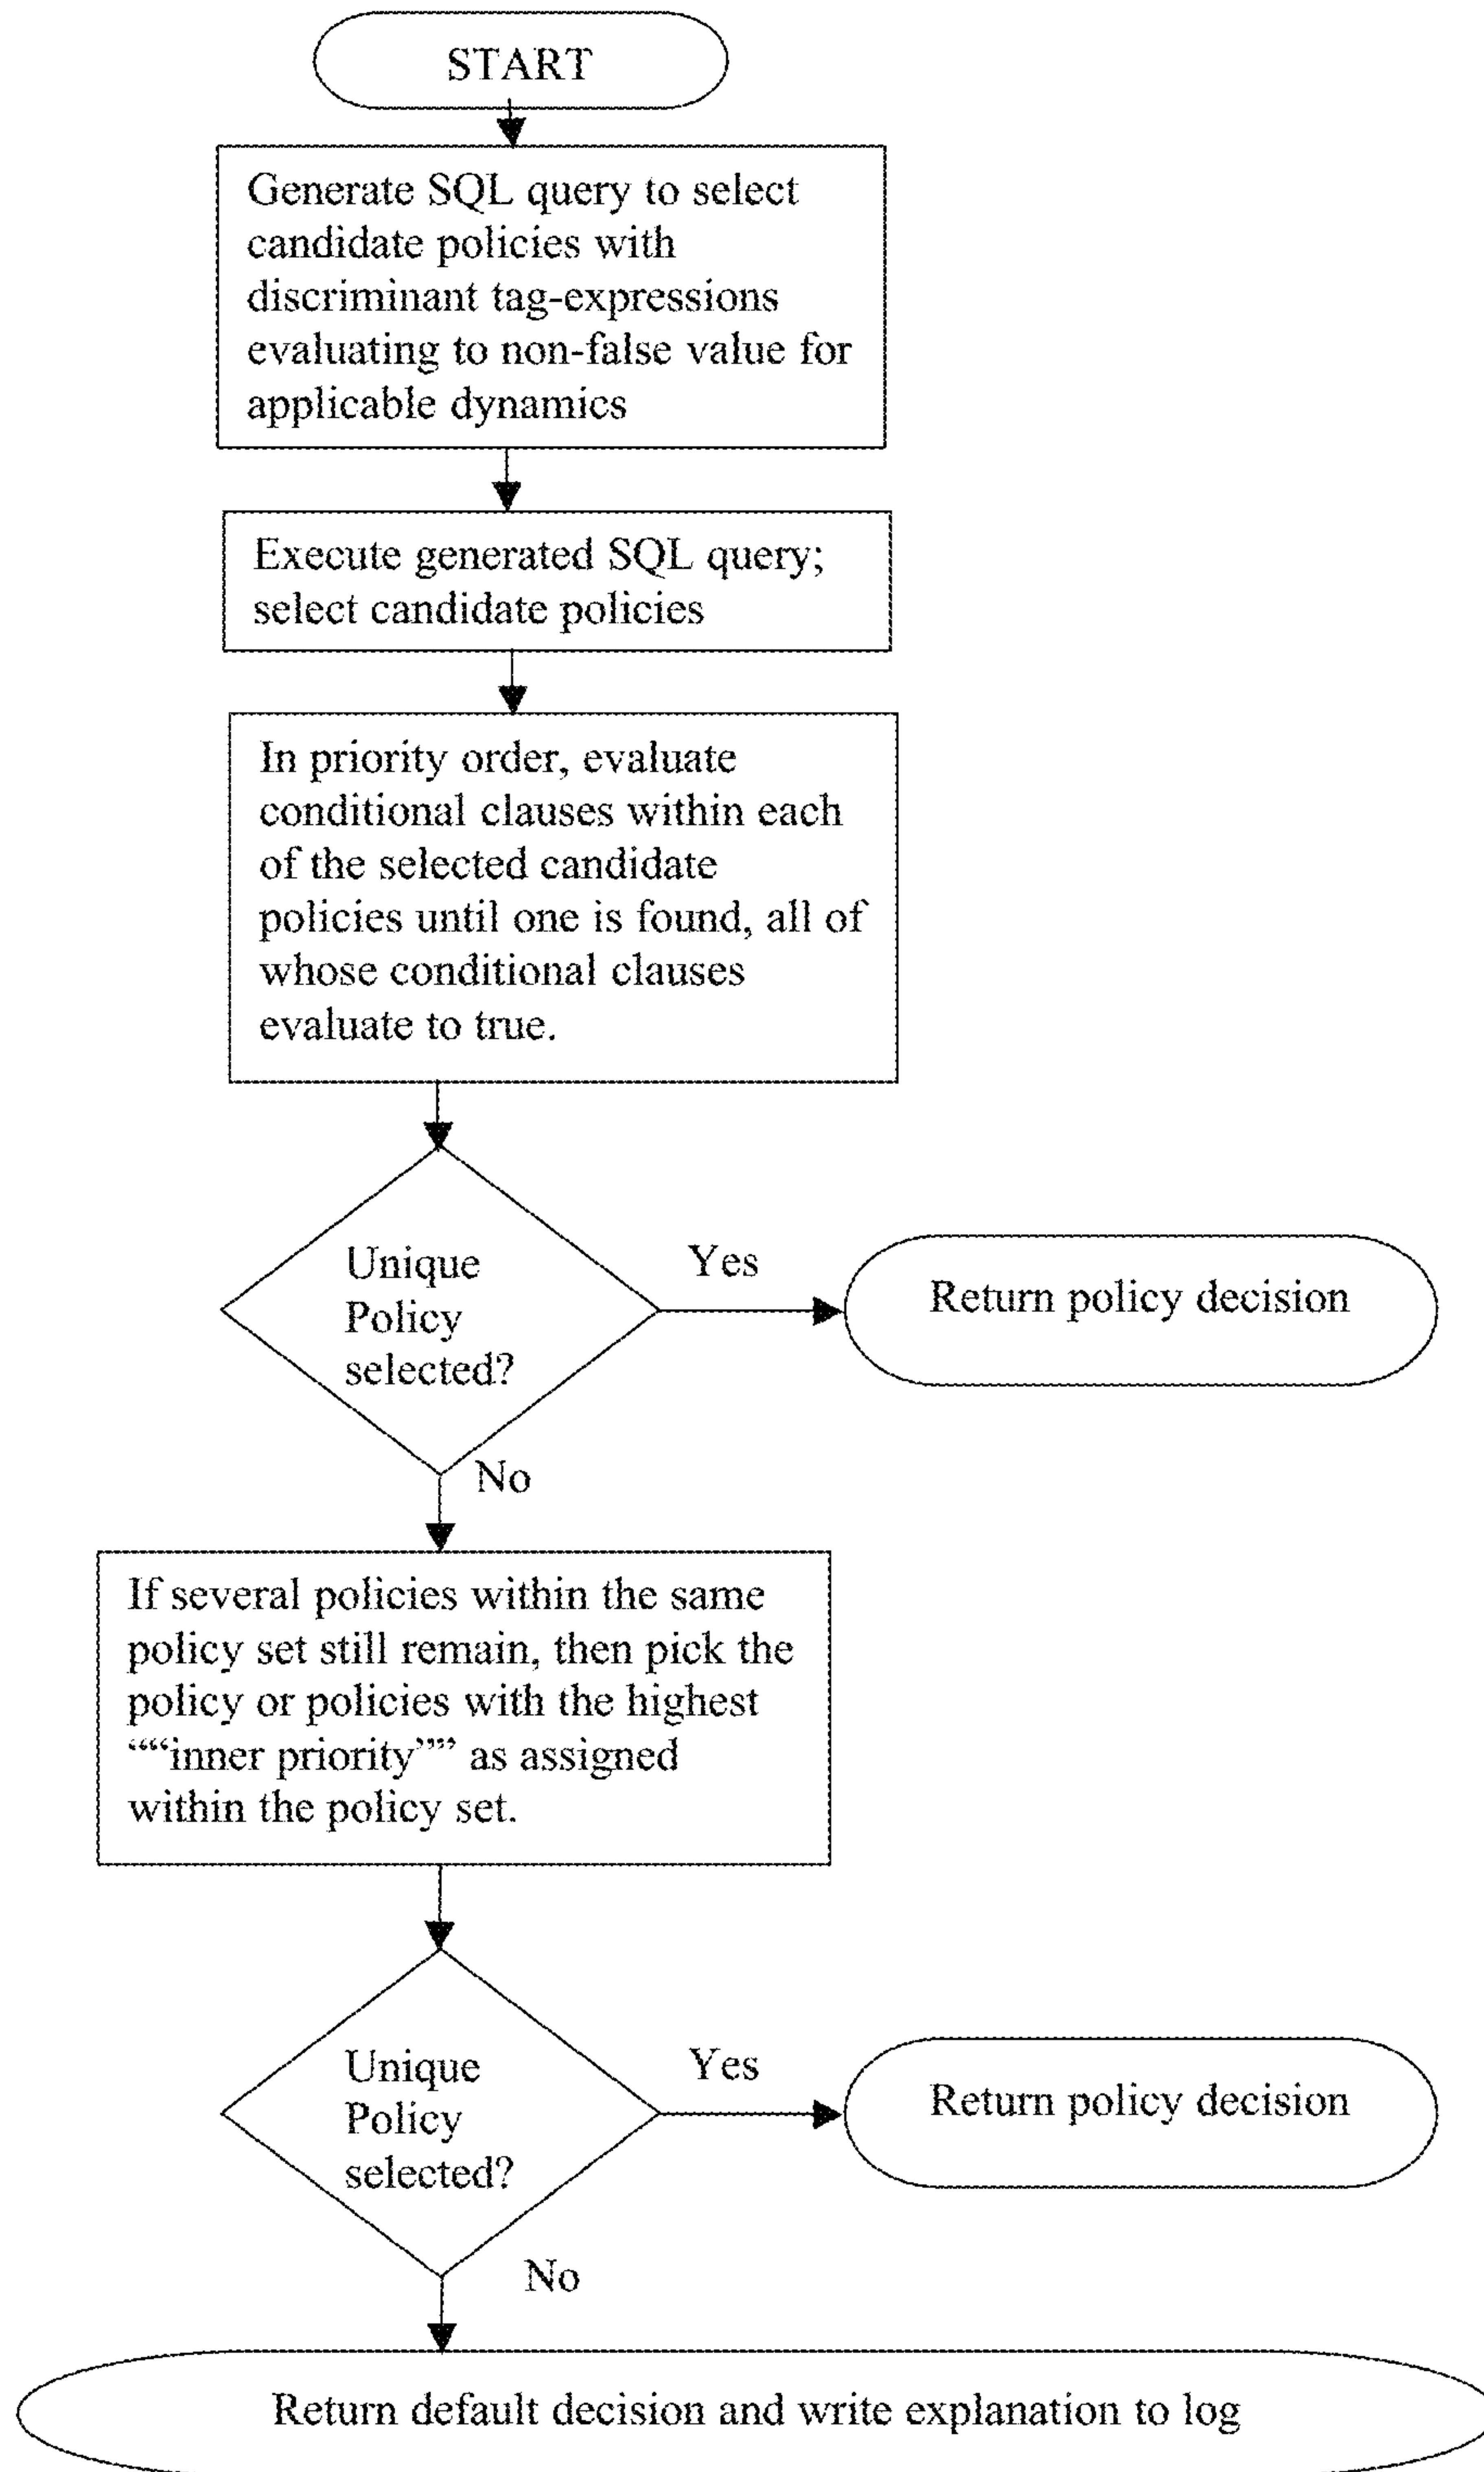 START
Generate SQL query to select
candidate policies with
discriminant tag-expressions
evaluating to non-false value for
applicable dynamics
Execute generated SQL query;
select candidate policies
In priority order, evaluate
conditional clauses within each
of the selected candidate
policies until one is found, all of
whose conditional clauses
evaluate to true.
Unique
Policy
selected?
Yes
Return policy decision
No
If several policies within the same
policy set still remain, then pick the
policy or policies with the highest
““inner priority”” as assigned
within the policy set.
Unique
Policy
selected?
Yes
Return policy decision
No
Return default decision and write explanation to log